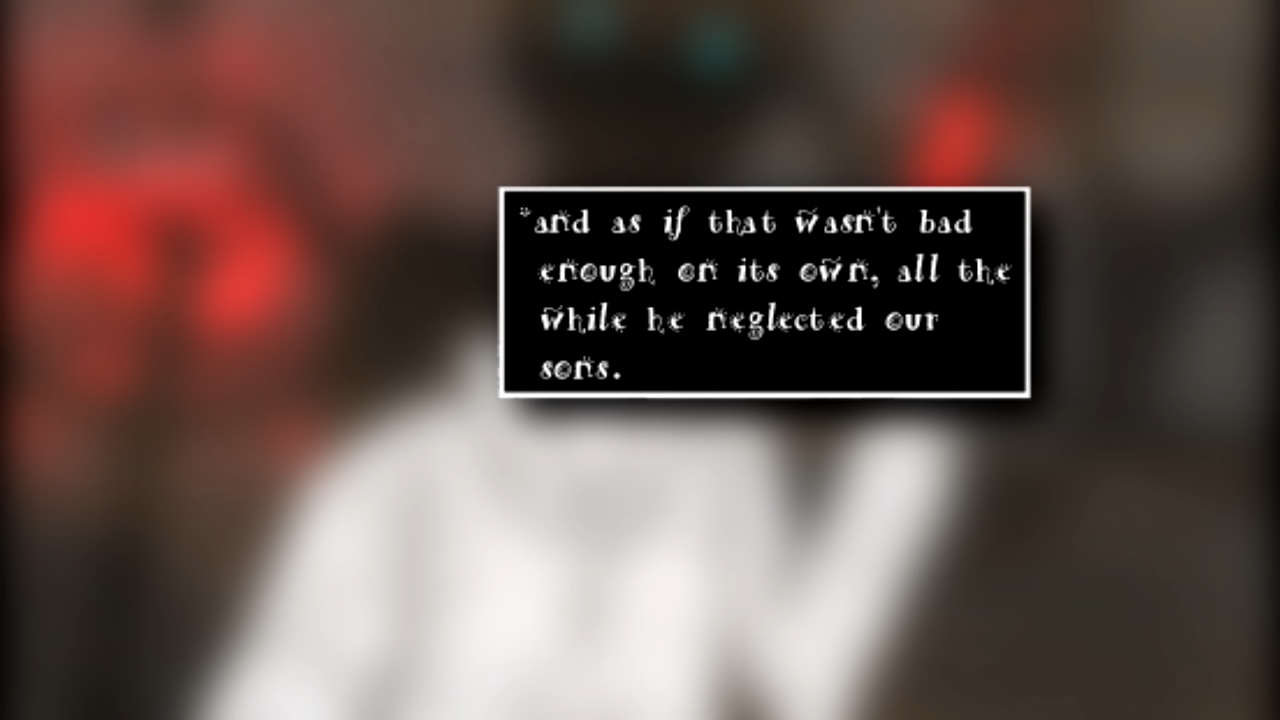 *and as if that wasn't bad
enough on its own, all the
while he neglected our
sons.